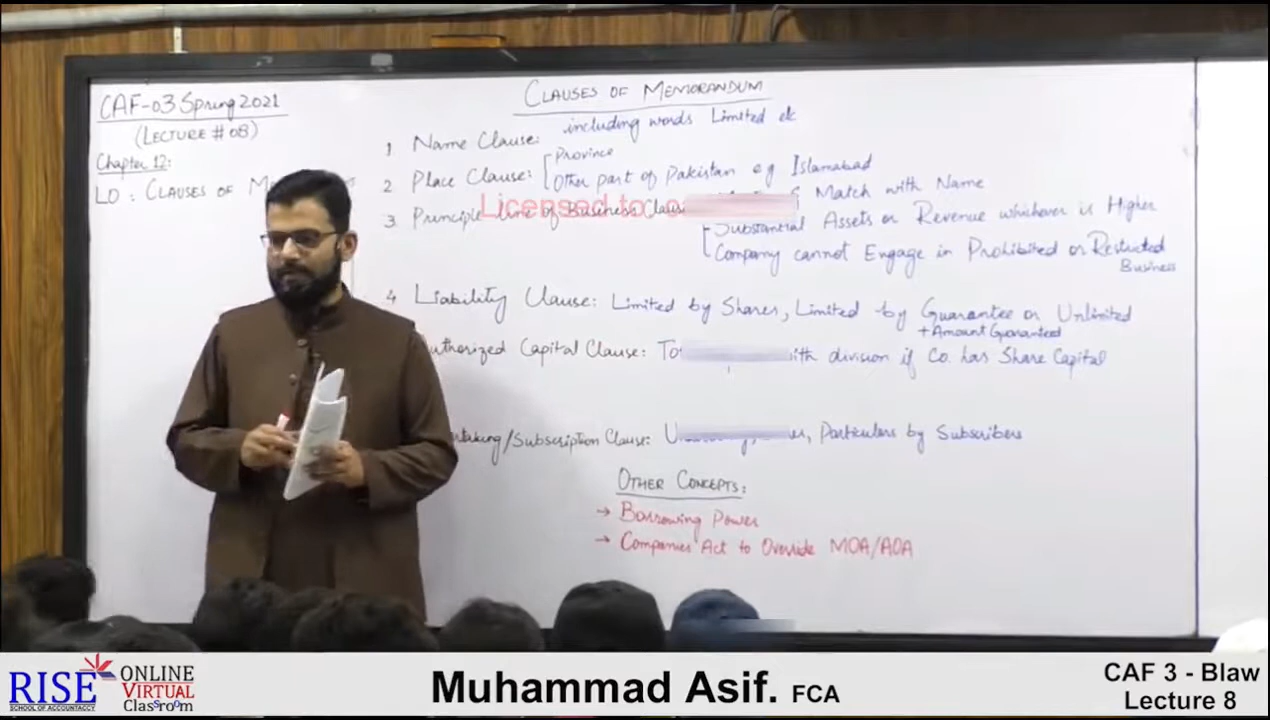 CLAUSES OF MEMORANDUM
CAF-03 Spring 2021
(LECTURE # 08)
Chapter 12:
LO: CLAUSES OF M
1 Name Clause: including words Limited etc
2 Place Clause: Province
Other part of Pakistan e.g Islamabad
3 Principle line of Business Clause
Match with Name
Substantial Assets or Revenue whichever is Higher
Company cannot Engage in Prohibited or Restricted
Business
Licensed to
4 Liability Clause: Limited by Shares, Limited by Guarantee or Unlimited
+ Amount Guaranteed
Capital Clause: with division if Co. has Share Capital
/Subscription Clause: Particulars by Subscribers
OTHER CONCEPTS:
→ Borrowing Power
→ Companies Act to Override MOA/AOA
RISE
SCHOOL OF ACCOUNTANCY
ONLINE
VIRTUAL
Classroom
Muhammad Asif. FCA
CAF 3 - Blaw
Lecture 8